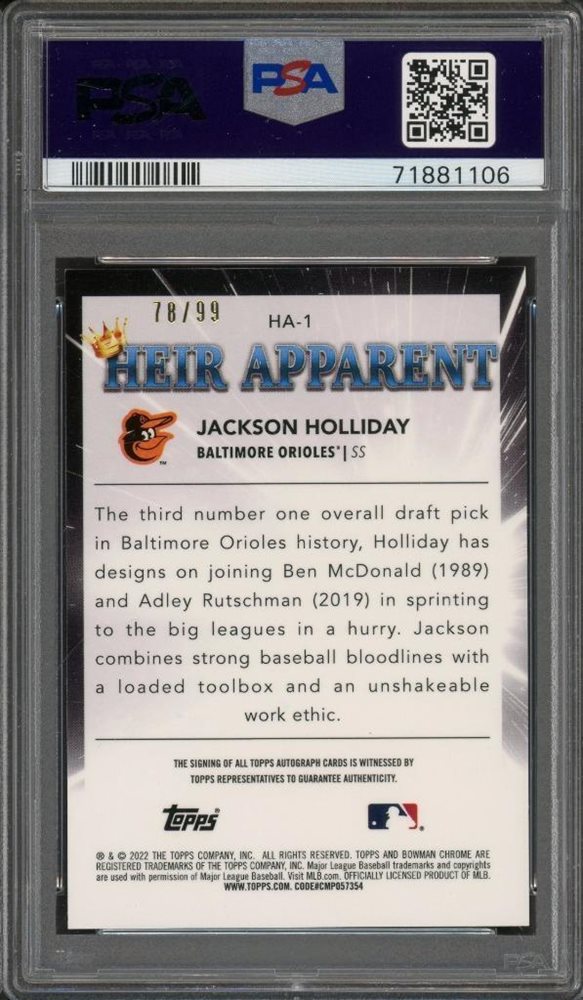 PSA
PSA
71881106
78/99
HA-1
HEIR APPARENT
JACKSON HOLLIDAY
BALTIMORE ORIOLES® | SS
The third number one overall draft pick
in Baltimore Orioles history, Holliday has
designs on joining Ben McDonald (1989)
and Adley Rutschman (2019) in sprinting
to the big leagues in a hurry. Jackson
combines strong baseball bloodlines with
a loaded toolbox and an unshakeable
work ethic.
THE SIGNING OF ALL TOPPS AUTOGRAPH CARDS IS WITNESSED BY
TOPPS REPRESENTATIVES TO GUARANTEE AUTHENTICITY.
Topps
® & © 2022 THE TOPPS COMPANY, INC. ALL RIGHTS RESERVED. TOPPS AND BOWMAN CHROME ARE
REGISTERED TRADEMARKS OF THE TOPPS COMPANY, INC. Major League Baseball trademarks and copyrights
are used with permission of Major League Baseball. Visit MLB.com. OFFICIALLY LICENSED PRODUCT OF MLB.
WWW.TOPPS.COM. CODE#CMP057354
PSA